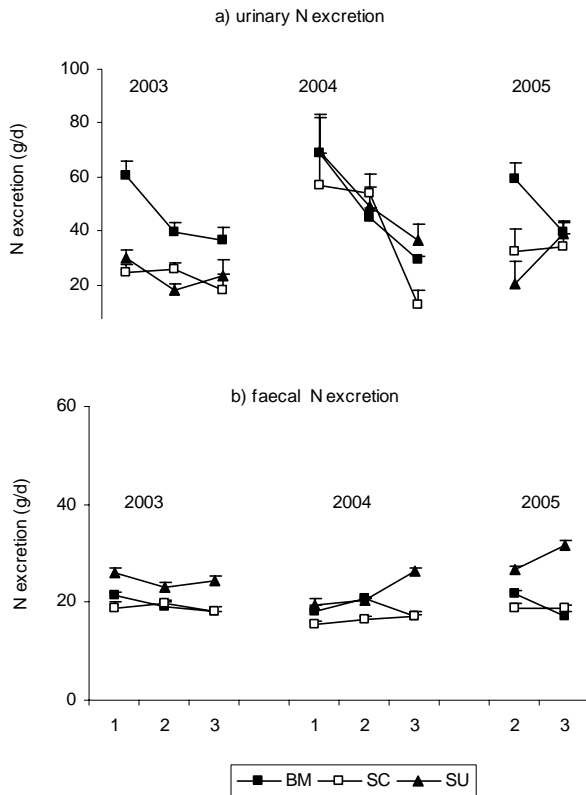 a) urinary N excretion
100
80
60
40
20
N excretion (g/d)
2003 2004 2005
b) faecal N excretion
60
40
20
0
N excretion (g/d)
2003 2004 2005
1 2 3 1 2 3 2 3
BM SC SU